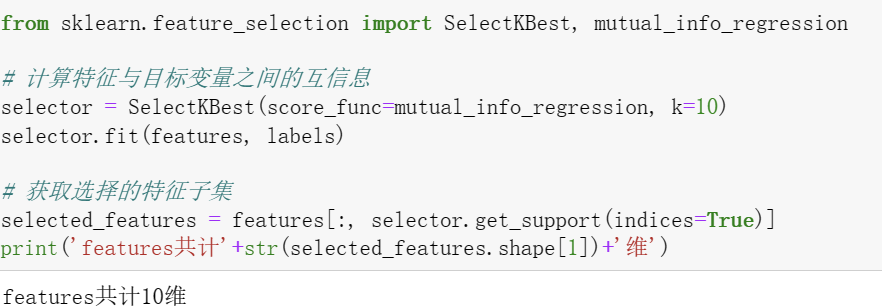 from sklearn.feature_selection import SelectKBest, mutual_info_regression
# 计算特征与目标变量之间的互信息
selector = SelectKBest(score_func=mutual_info_regression, k=10)
selector.fit(features, labels)
# 获取选择的特征子集
selected_features = features[:, selector.get_support(indices=True)]
print('features共计'+str(selected_features.shape[1])+'维')
features共计10维